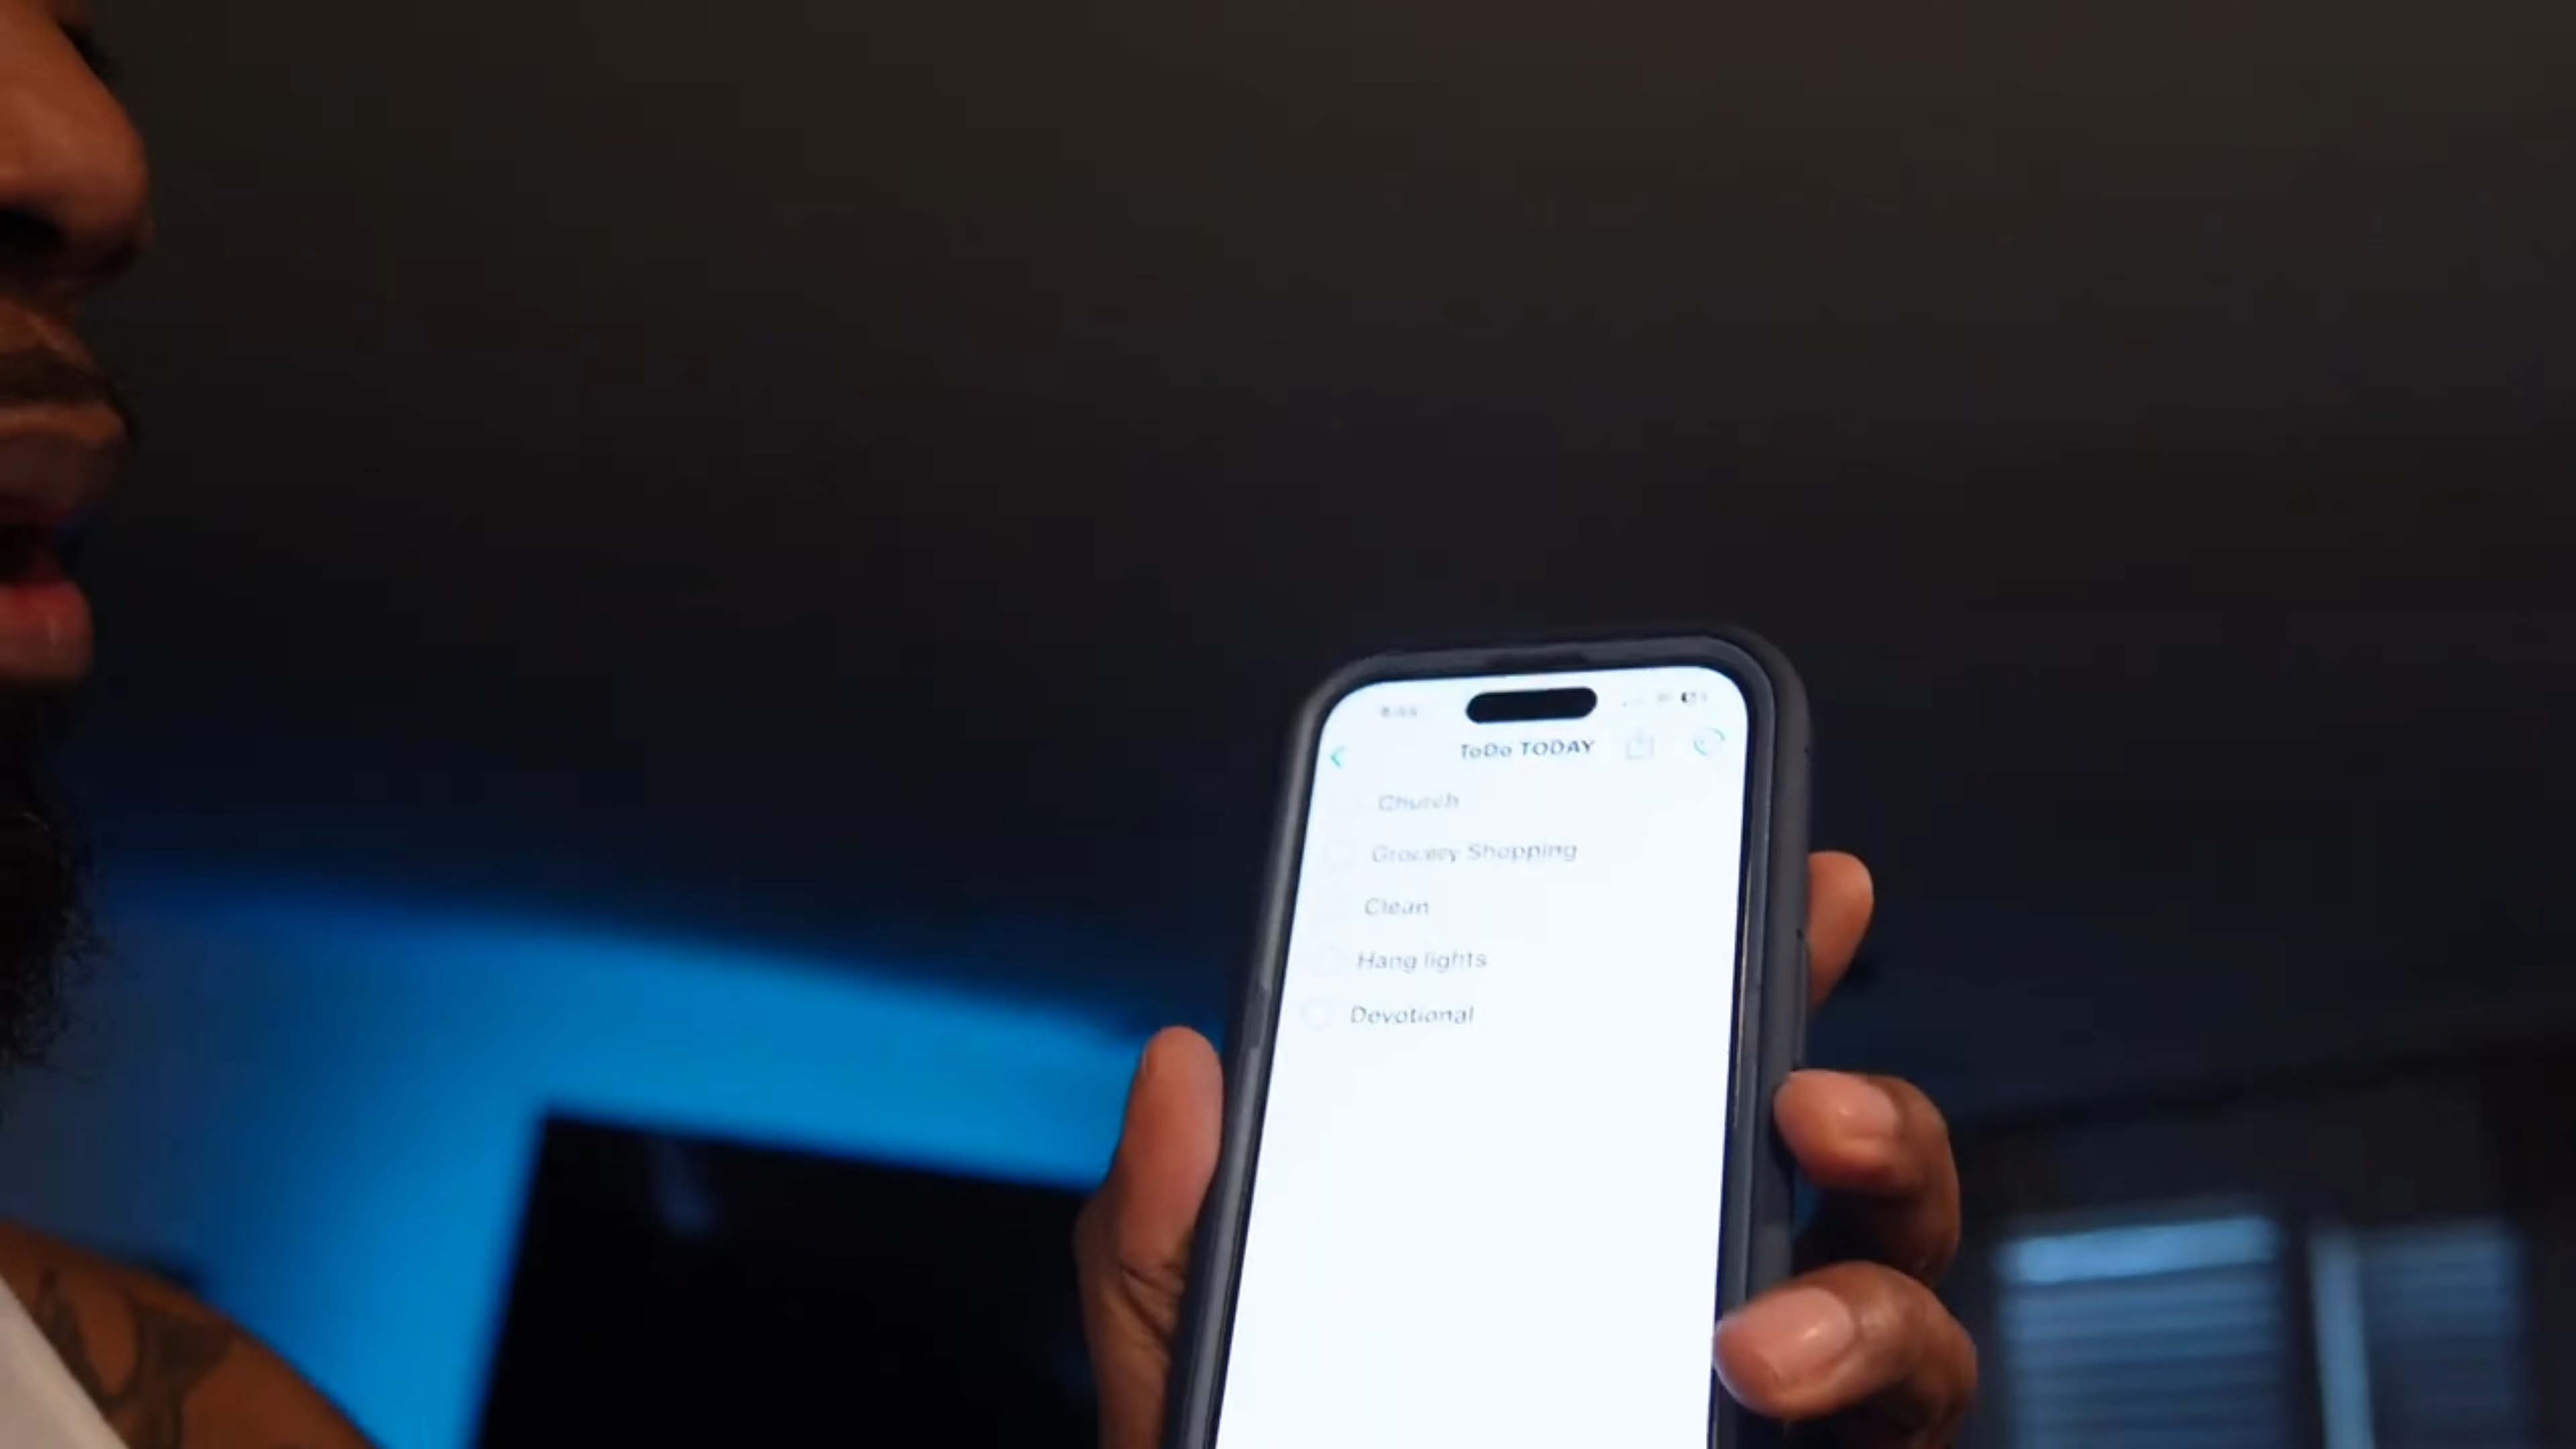 ToDo TODAY
Church
Grocery Shopping
Clean
Hang lights
Devotional